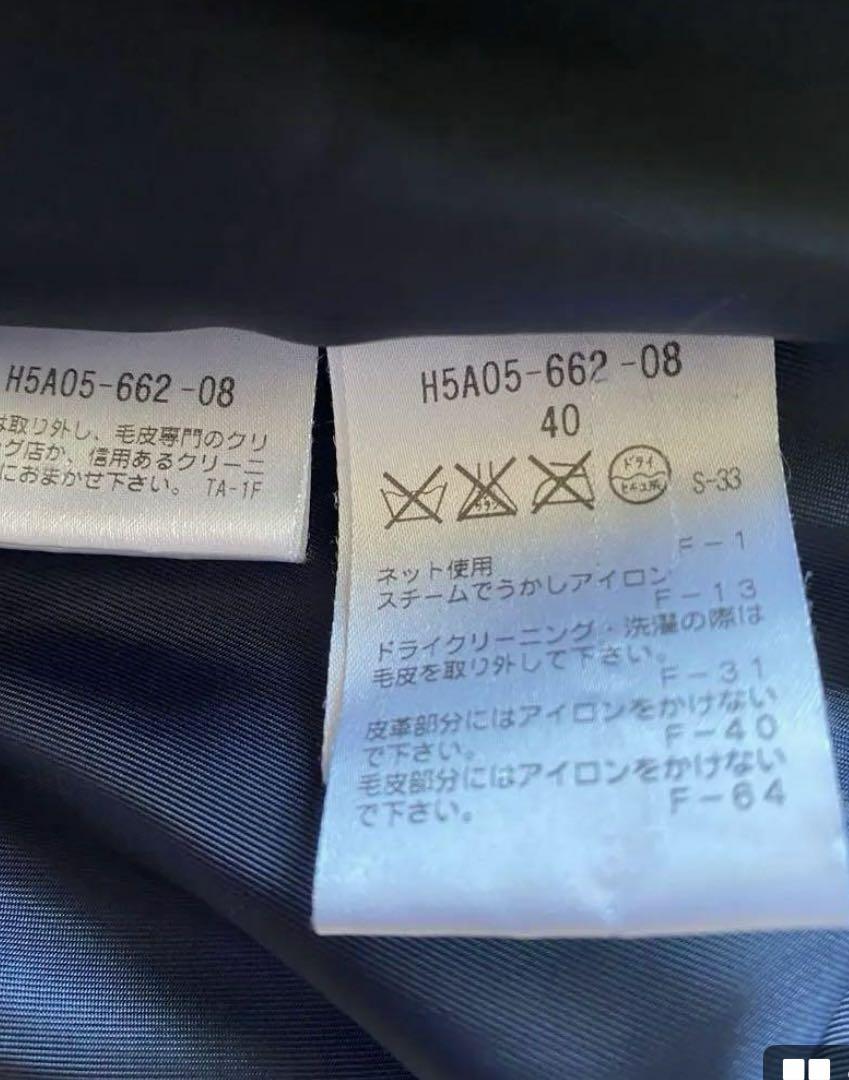 H5A05-662-08
は取り外し、毛皮専門のクリ
グ店か、信用あるクリーニ
におまかせ下さい。 TA-1F
H5A05-662-08
40
ドライ
セキユ系
S-33
F-1
ネット使用
スチームでうかしアイロン
F-13
ドライクリーニング・洗濯の際は
毛皮を取り外して下さい。
F-31
皮革部分にはアイロンをかけない
で下さい。 F-40
毛皮部分にはアイロンをかけない
で下さい。 F-64